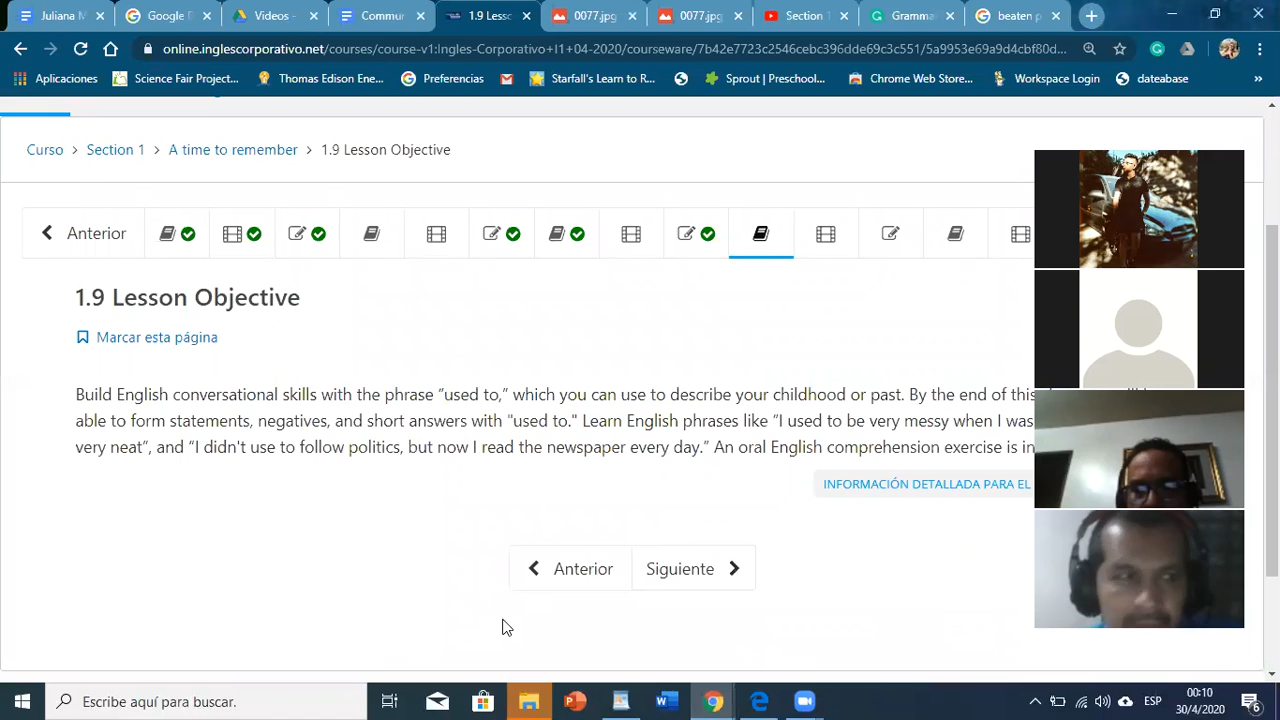 Juliana M
Google D
Videos -
Commur
1.9 Lessc
0077.jpg
0077.jpg
Section 1
Grammar
beaten p
online.inglescorporativo.net/courses/course-v1:Ingles-Corporativo+I1+04-2020/courseware/7b42e7723c2546cebc396dde69c3c551/5a9953e69a9d4cbf80d...
Aplicaciones
Science Fair Project...
Thomas Edison Ene...
Preferencias
Starfall's Learn to R...
Sprout | Preschool...
Chrome Web Store...
Workspace Login
dateabase
Curso > Section 1 > A time to remember > 1.9 Lesson Objective
Anterior
1.9 Lesson Objective
Marcar esta página
Build English conversational skills with the phrase “used to,” which you can use to describe your childhood or past. By the end of this
able to form statements, negatives, and short answers with "used to." Learn English phrases like “I used to be very messy when I was
very neat”, and “I didn't use to follow politics, but now I read the newspaper every day.” An oral English comprehension exercise is in
INFORMACIÓN DETALLADA PARA EL
Anterior
Siguiente
Escribe aquí para buscar.
ESP
00:10
30/4/2020
6